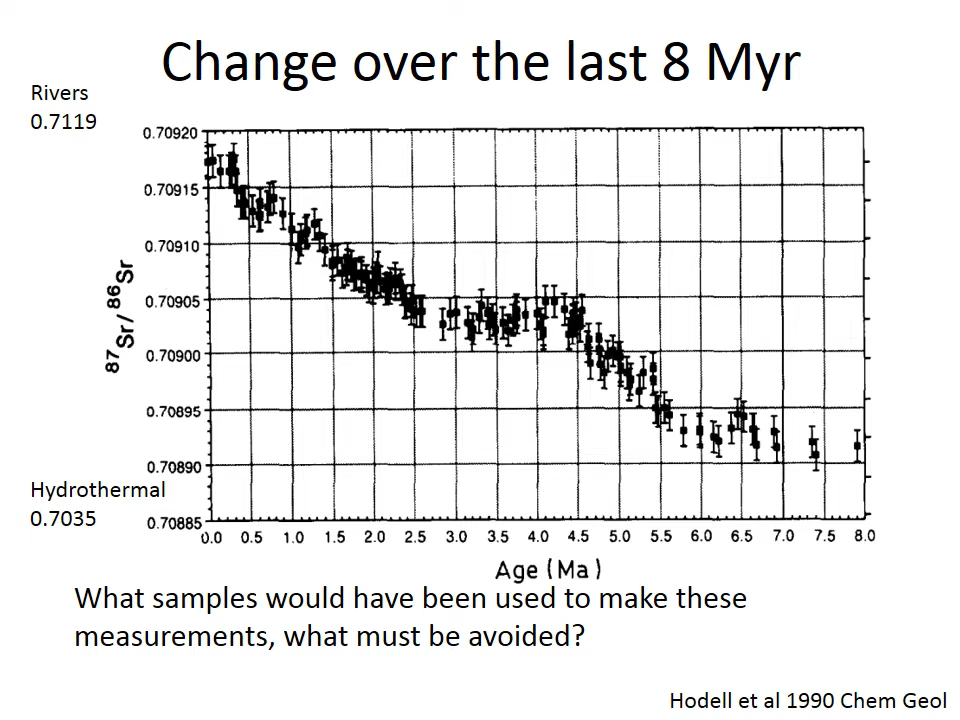 Change over the last 8 Myr
Rivers
0.7119
0.70920
0.70915
0.70910
0.70905
0.70900
0.70895
0.70890
0.70885
87Sr/86Sr
Hydrothermal
0.7035
0.0 0.5 1.0 1.5 2.0 2.5 3.0 3.5 4.0 4.5 5.0 5.5 6.0 6.5 7.0 7.5 8.0
Age (Ma)
What samples would have been used to make these
measurements, what must be avoided?
Hodell et al 1990 Chem Geol